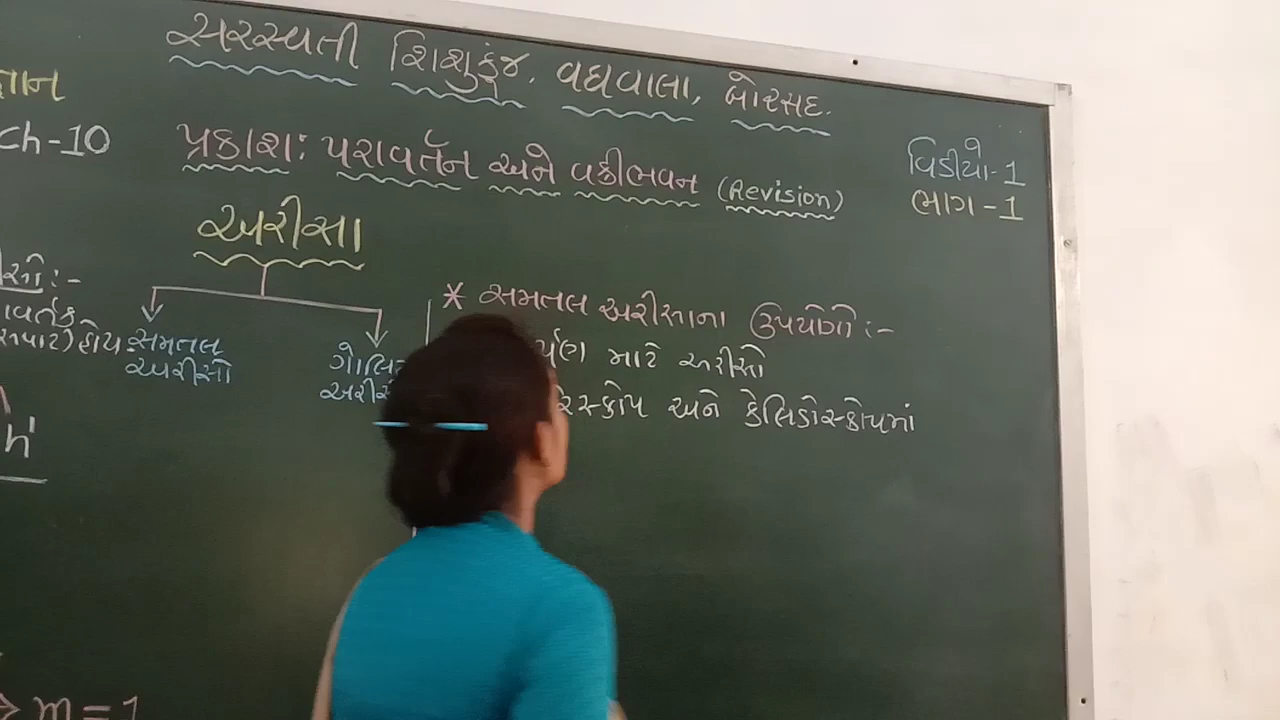 સરસ્વતી શિશુકુંજ, વઘવાલા, બોરસદ.
Ch-10
પ્રકાશ: પરાવર્તન અને વક્રીભવન (Revision)
વિડીયો-1
ભાગ-1
અરીસા
સમતલ
અરીસો
* સમતલ અરીસાના ઉપયોગો :-
માટે અરીસો
અને કેલિડોસ્કોપમાં
હોય.
h'
⇒ m = 1